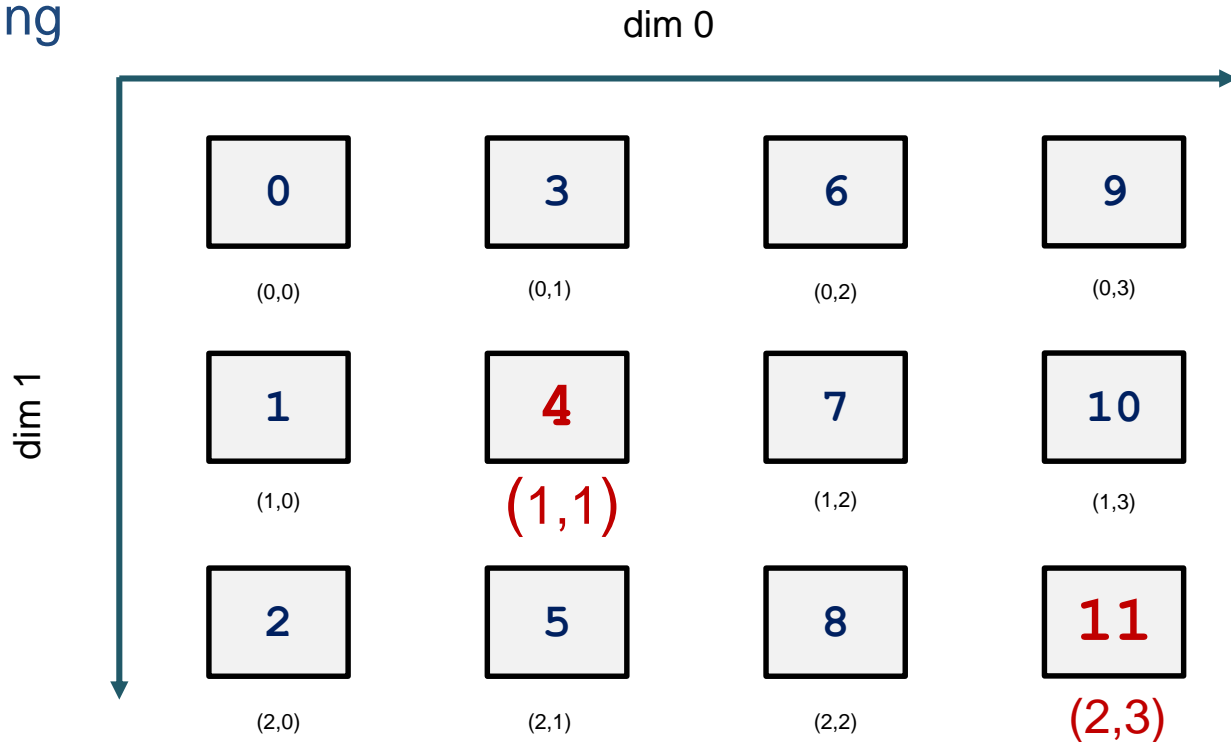 ng
dim 0
0 3 6 9
(0,0) (0,1) (0,2) (0,3)
dim 1
1 4 7 10
(1,0) (1,1) (1,2) (1,3)
2 5 8 11
(2,0) (2,1) (2,2) (2,3)